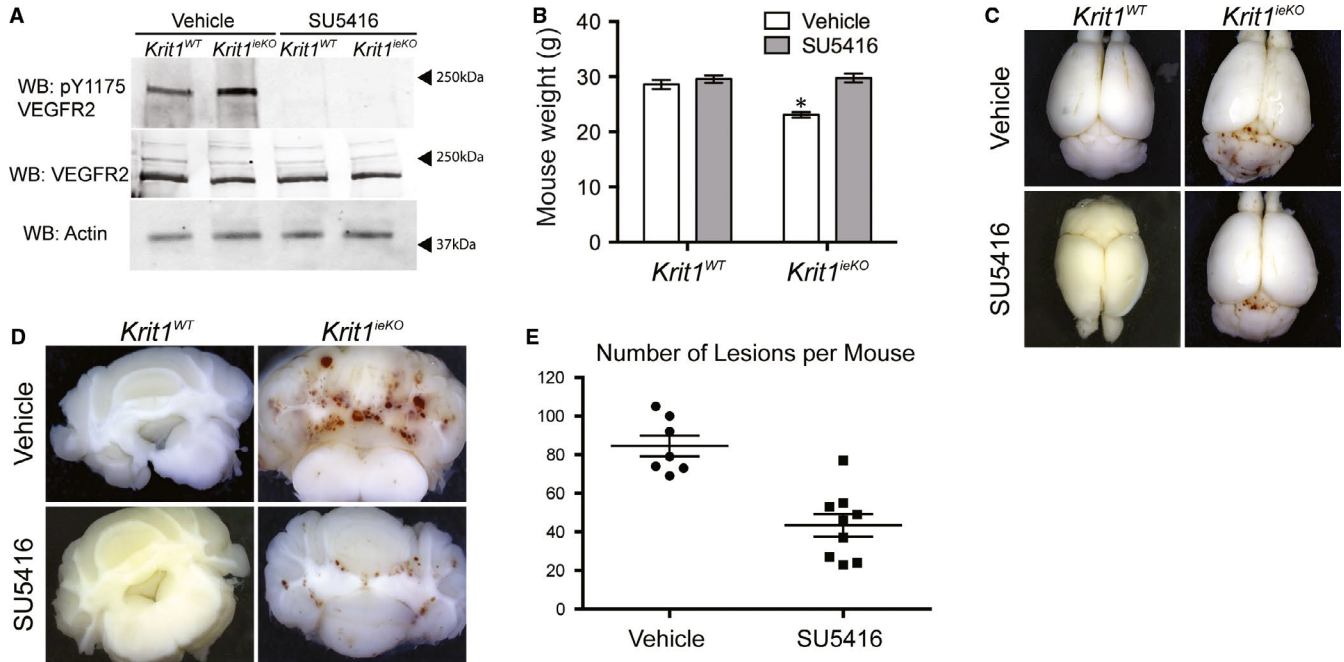 A
Vehicle SU5416
Krit1WT Krit1ieKO Krit1WT Krit1ieKO
WB: pY1175
VEGFR2
250kDa
WB: VEGFR2
250kDa
WB: Actin
37kDa
B
Vehicle
SU5416
Mouse weight (g)
40
30
20
10
0
*
Krit1WT Krit1ieKO
C
Krit1WT Krit1ieKO
Vehicle
SU5416
D
Krit1WT Krit1ieKO
Vehicle
SU5416
E
Number of Lesions per Mouse
120
100
80
60
40
20
0
Vehicle SU5416